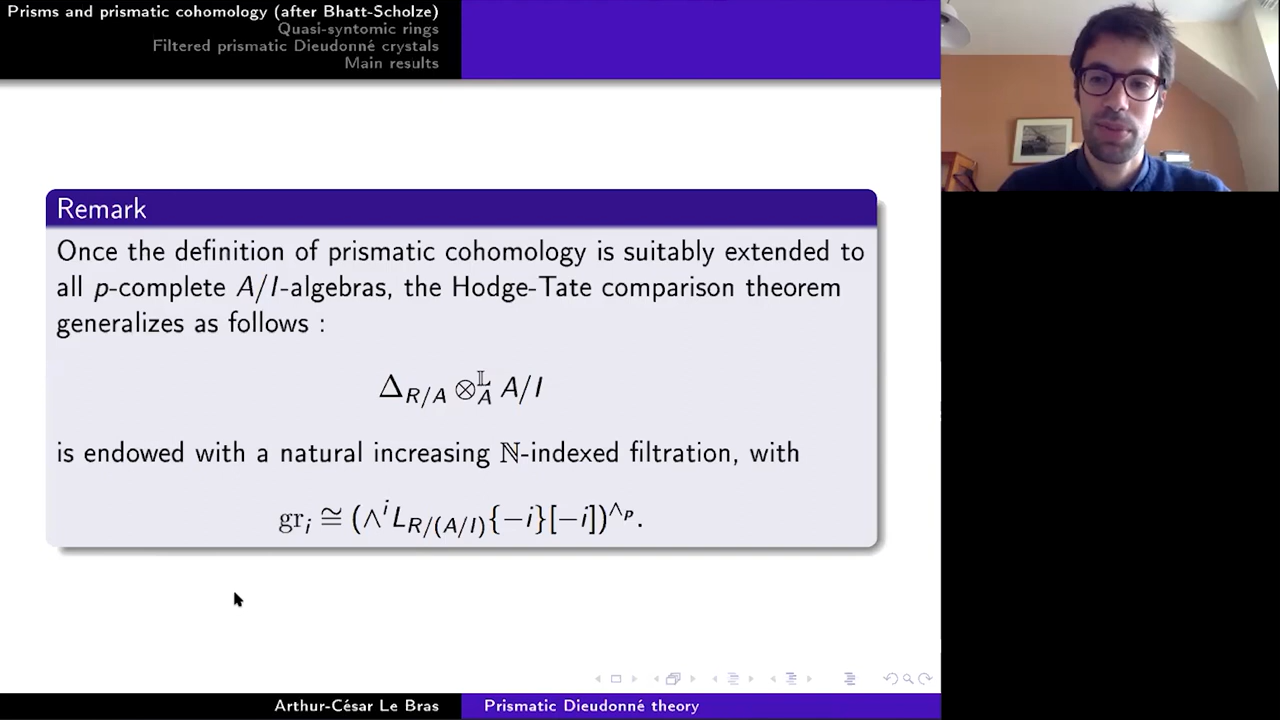 Prisms and prismatic cohomology (after Bhatt-Scholze)
Quasi-syntomic rings
Filtered prismatic Dieudonné crystals
Main results
Remark
Once the definition of prismatic cohomology is suitably extended to
all p-complete A/I-algebras, the Hodge-Tate comparison theorem
generalizes as follows :
Δ_{R/A} ⊗^𝕃_A A/I
is endowed with a natural increasing ℕ-indexed filtration, with
gr_i ≅ (∧^i L_{R/(A/I)}{−i}[−i])^{∧_p}.
Arthur-César Le Bras
Prismatic Dieudonné theory